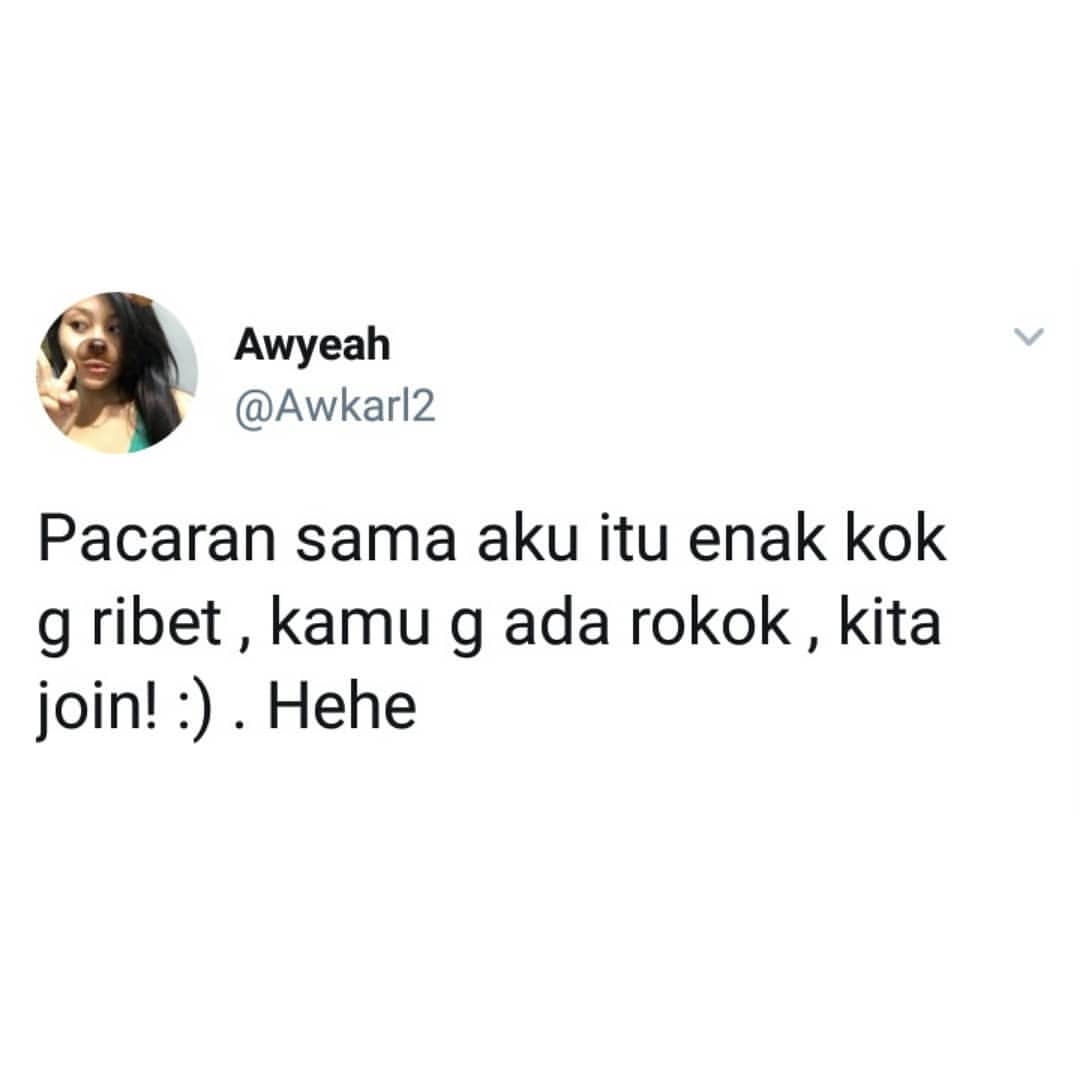 Awyeah
@Awkarl2
Pacaran sama aku itu enak kok
g ribet , kamu g ada rokok , kita
join! :) . Hehe